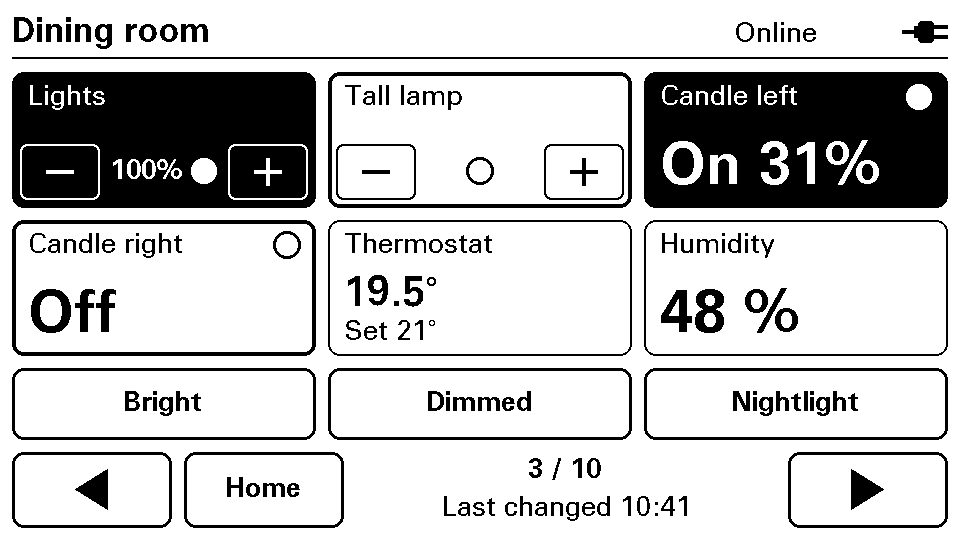 Dining room
Online
Lights
− 100% +
Tall lamp
− +
Candle left
On 31%
Candle right
Off
Thermostat
19.5°
Set 21°
Humidity
48 %
Bright
Dimmed
Nightlight
Home
3 / 10
Last changed 10:41